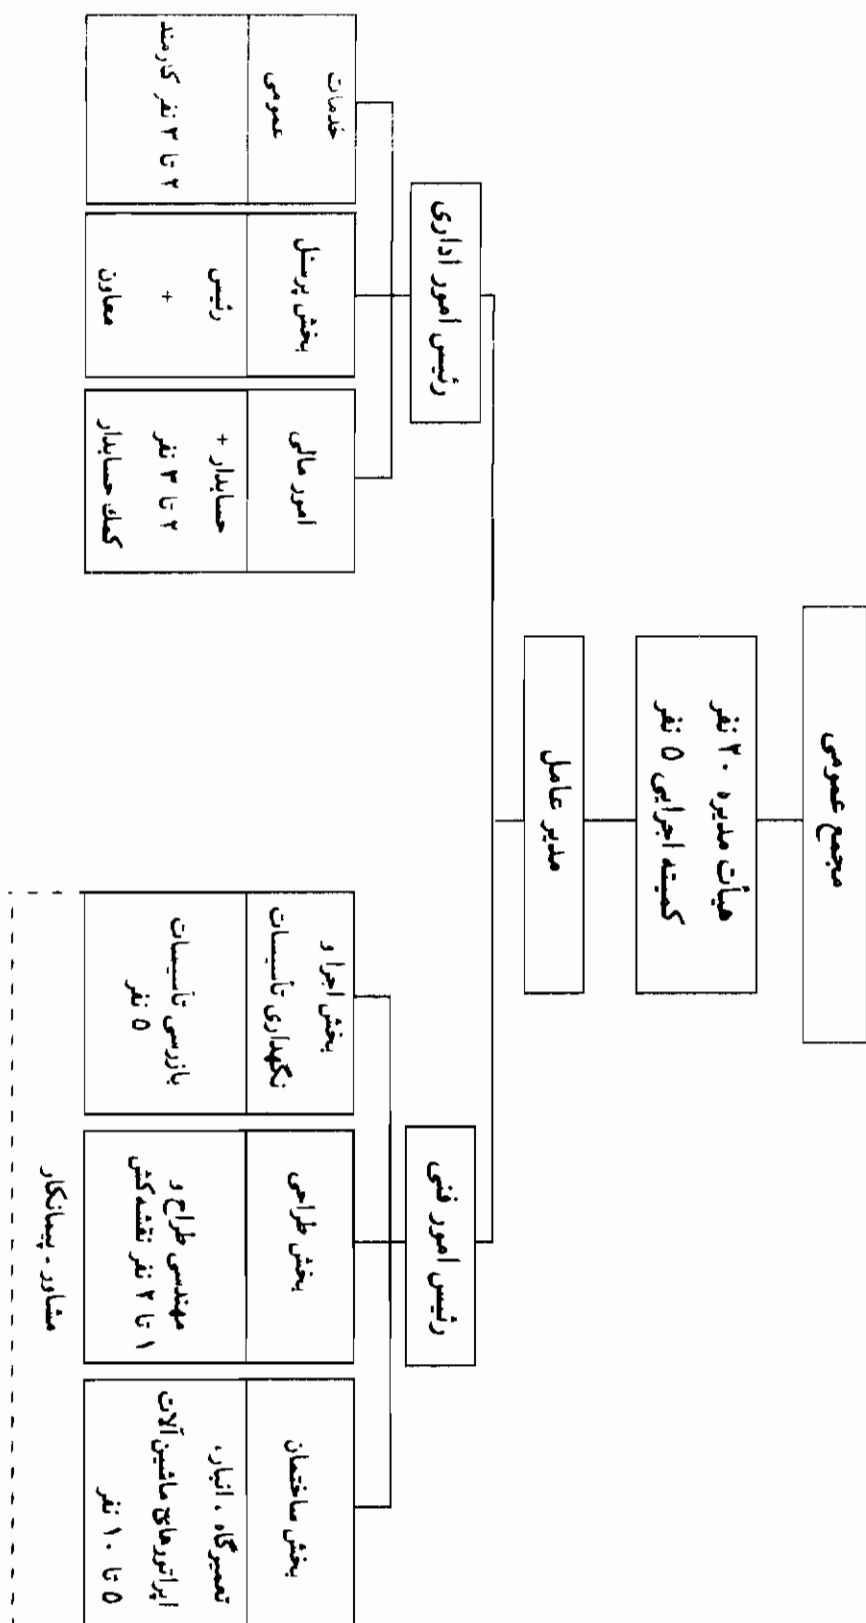 مجمع عمومی
هیأت مدیره ۲۰ نفر
کمیته اجرایی ۵ نفر
مدیر عامل
رئیس امور فنی
رئیس امور اداری
بخش ساختمان
تعمیرگاه، انبار،
اپراتورهای ماشین‌آلات
۵ تا ۱۰ نفر
بخش طراحی
مهندسی طراح و
۱ تا ۲ نفر نقشه کش
بخش اجرا و
نگهداری تأسیسات
بازرسی تأسیسات
۵ نفر
مشاور - پیمانکار
امور مالی
حسابدار +
۲ تا ۳ نفر
کمک حسابدار
بخش پرسنل
رئیس
+
معاون
خدمات
عمومی
۲ تا ۳ نفر کارمند